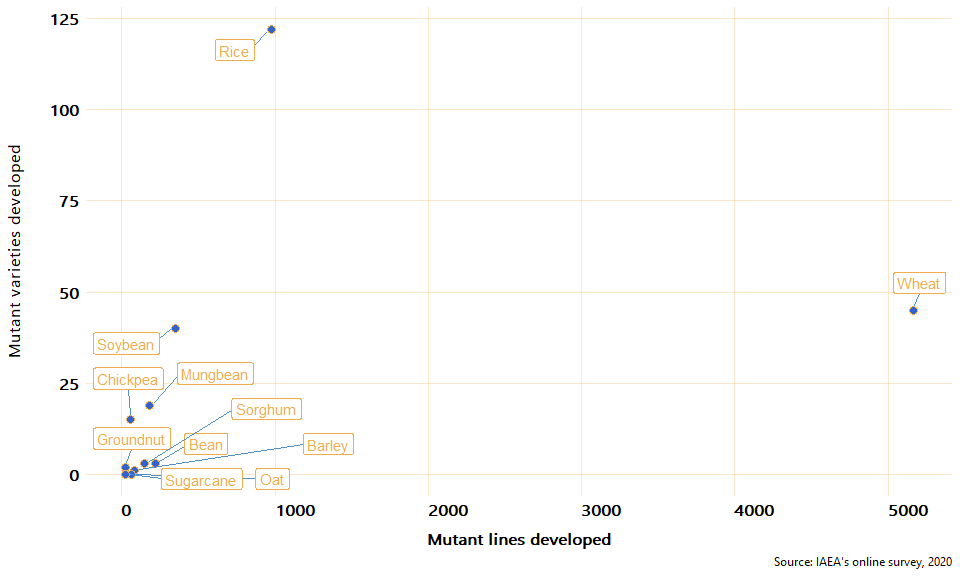 Mutant varieties developed
125
100
75
50
25
0
Rice
Wheat
Soybean
Chickpea
Mungbean
Sorghum
Groundnut
Bean
Barley
Sugarcane
Oat
0 1000 2000 3000 4000 5000
Mutant lines developed
Source: IAEA's online survey, 2020